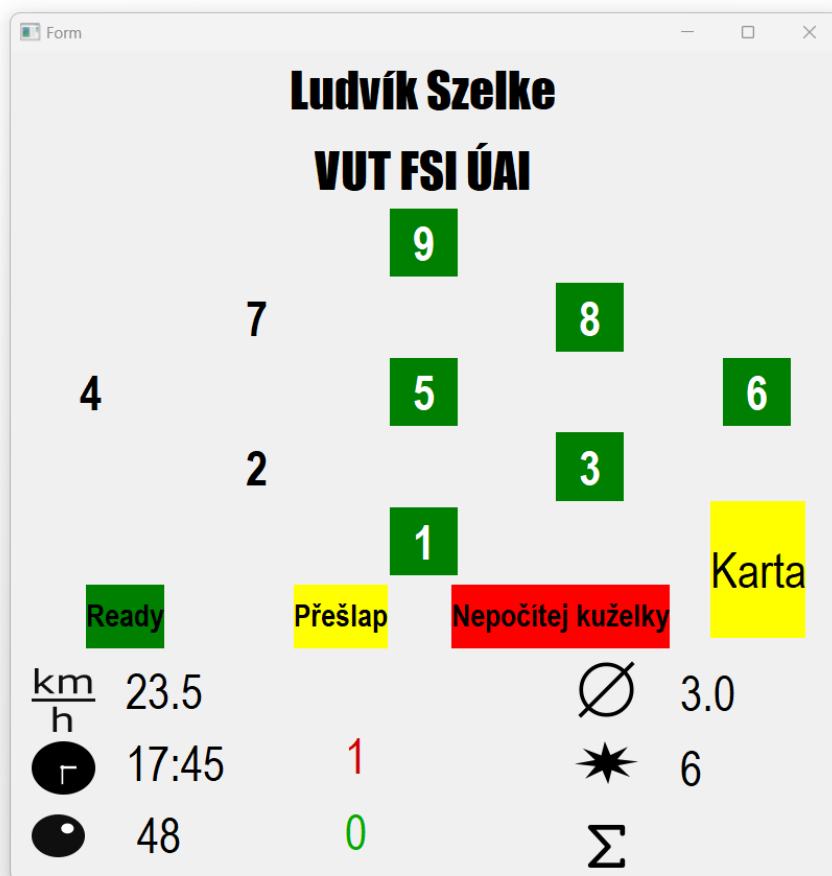 Form
Ludvík Szelke
VUT FSI ÚAI
9
7 8
4 5 6
2 3
1
Karta
Ready Přešlap Nepočítej kuželky
km/h 23.5 3.0
17:45 1 6
48 0 Σ